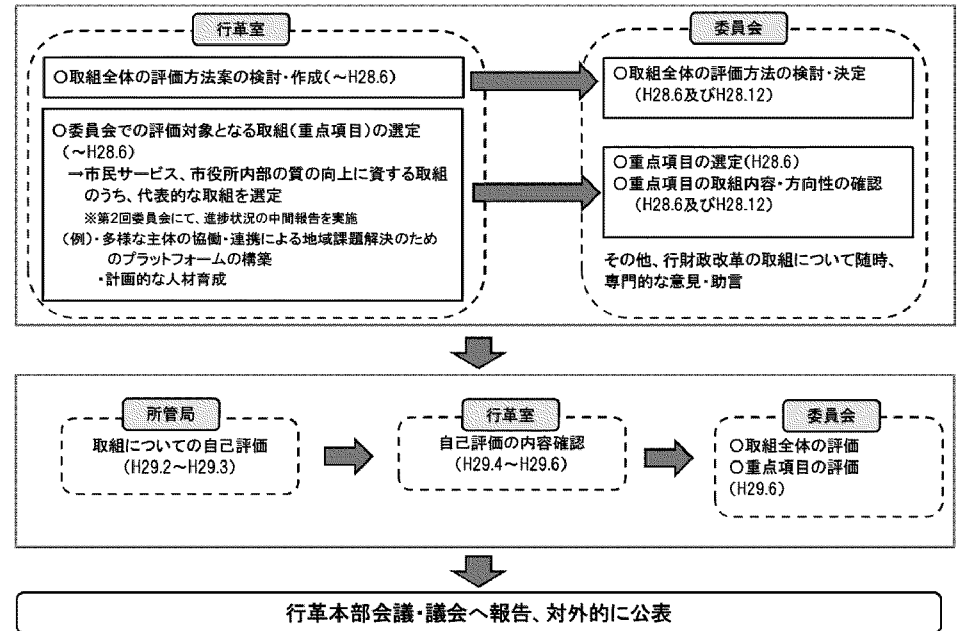 行革室
○取組全体の評価方法案の検討・作成(～H28.6)
○委員会での評価対象となる取組(重点項目)の選定
(～H28.6)
→市民サービス、市役所内部の質の向上に資する取組
のうち、代表的な取組を選定
※第2回委員会にて、進捗状況の中間報告を実施
(例)・多様な主体の協働・連携による地域課題解決のため
のプラットフォームの構築
・計画的な人材育成
委員会
○取組全体の評価方法の検討・決定
(H28.6及びH28.12)
○重点項目の選定(H28.6)
○重点項目の取組内容・方向性の確認
(H28.6及びH28.12)
その他、行財政改革の取組について随時、
専門的な意見・助言
所管局
取組についての自己評価
(H29.2～H29.3)
行革室
自己評価の内容確認
(H29.4～H29.6)
委員会
○取組全体の評価
○重点項目の評価
(H29.6)
行革本部会議・議会へ報告、対外的に公表